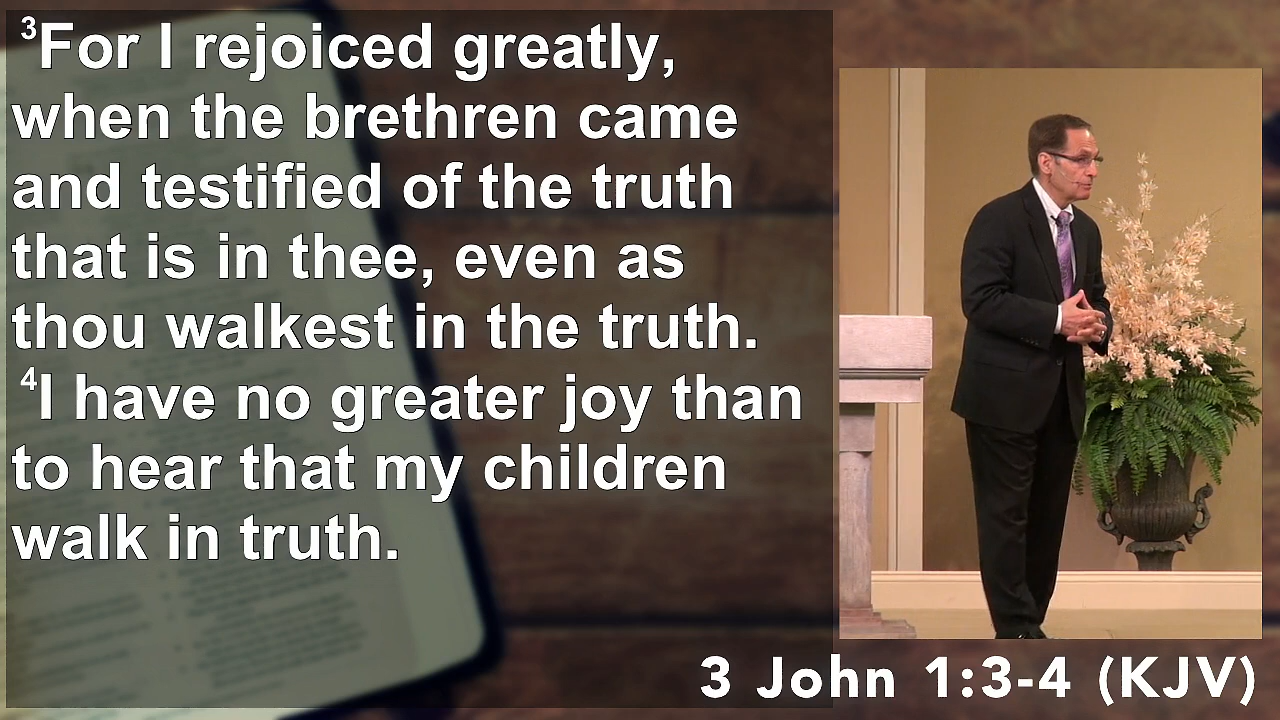 3For I rejoiced greatly,
when the brethren came
and testified of the truth
that is in thee, even as
thou walkest in the truth.
4I have no greater joy than
to hear that my children
walk in truth.
3 John 1:3-4 (KJV)